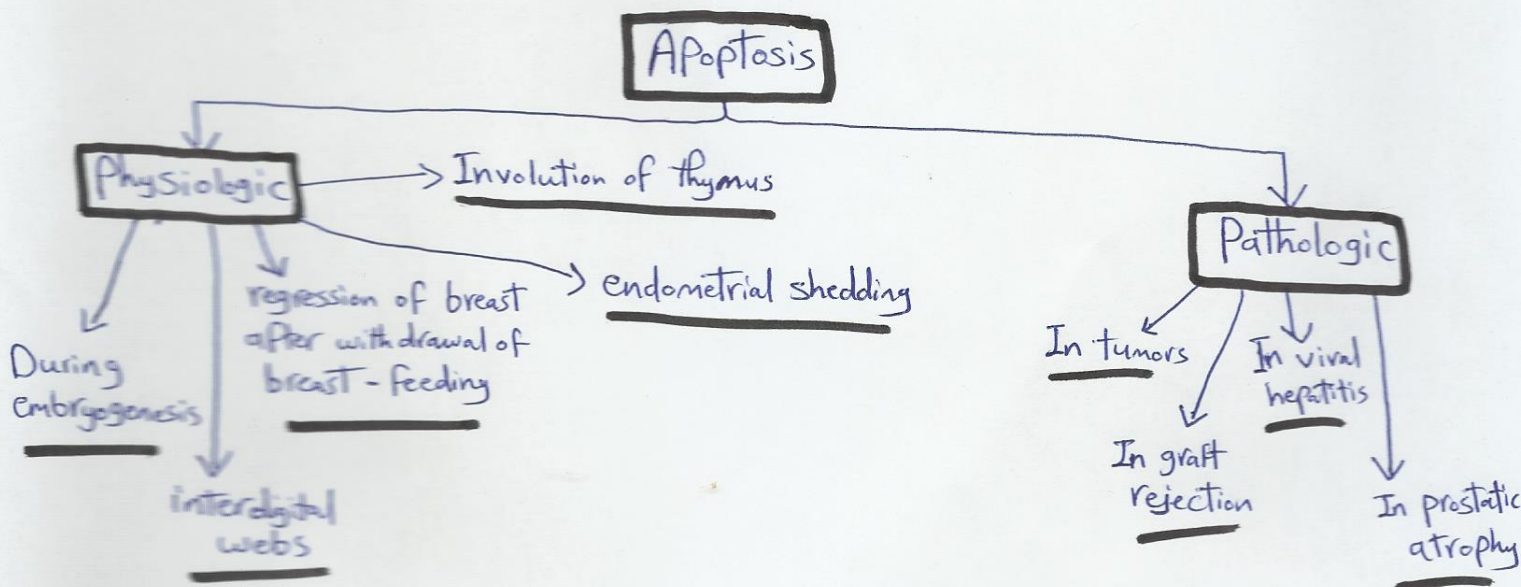 Apoptosis
Physiologic
Involution of thymus
endometrial shedding
regression of breast
after withdrawal of
breast-feeding
During
embryogenesis
interdigital
webs
Pathologic
In tumors
In viral
hepatitis
In graft
rejection
In prostatic
atrophy